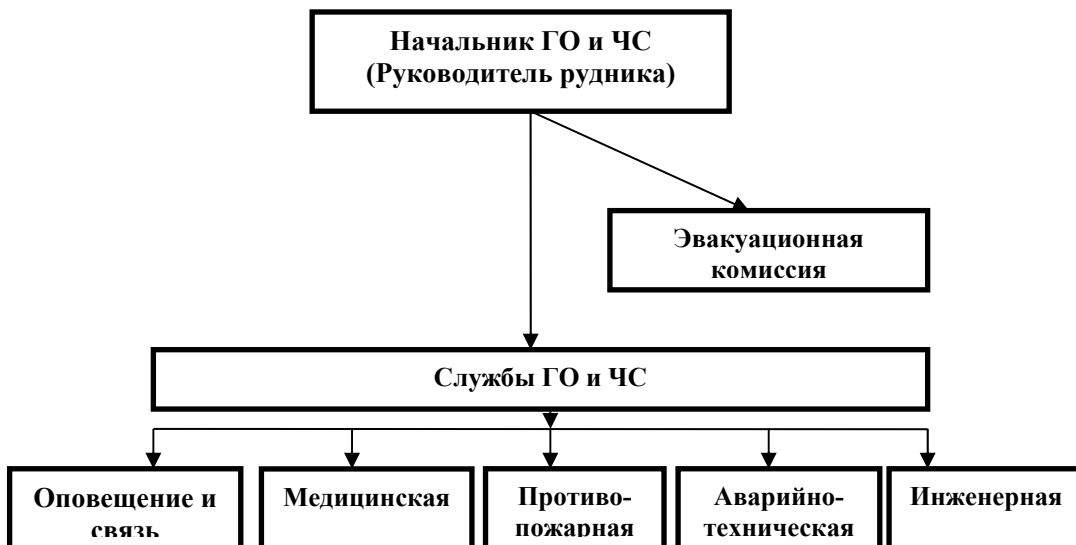 Начальник ГО и ЧС
(Руководитель рудника)
Эвакуационная
комиссия
Службы ГО и ЧС
Оповещение и
связь
Медицинская
Противо-
пожарная
Аварийно-
техническая
Инженерная